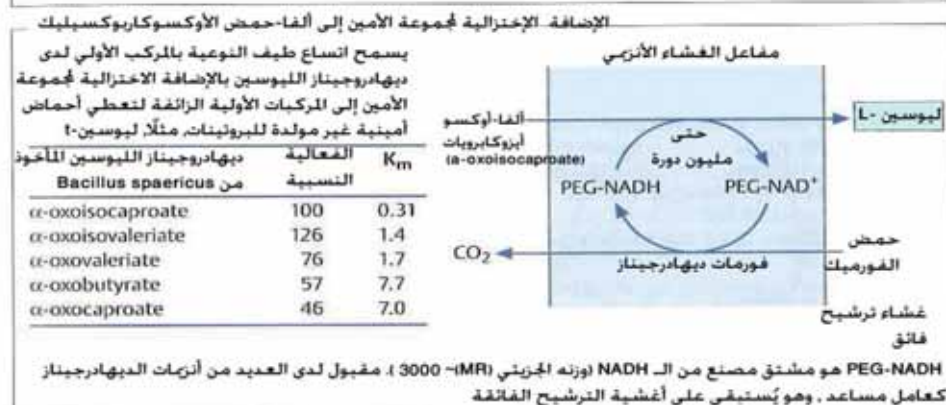 الإضافة الإختزالية لمجموعة الأمين إلى ألفا-حمض الأوكسوكاربوكسيليك
يسمح اتساع طيف النوعية بالمركب الأولي لدى
ديهادروجيناز الليوسين بالإضافة الاختزالية لمجموعة
الأمين إلى المركبات الأولية الزائفة لتعطي أحماض
أمينية غير مولدة للبروتينات, مثلًا, ليوسين-t
ديهادروجيناز الليوسين المأخوذ الفعالية Km
من Bacillus spaericus النسبية
α-oxoisocaproate 100 0.31
α-oxoisovaleriate 126 1.4
α-oxovaleriate 76 1.7
α-oxobutyrate 57 7.7
α-oxocaproate 46 7.0
مفاعل الغشاء الأنزيمي
ألفا-أوكسو
أيزوكابرويات
(a-oxoisocaproate)
ليوسين -L
حتى
مليون دورة
PEG-NADH PEG-NAD+
CO2
فورمات ديهادرجيناز
حمض
الفورميك
غشاء ترشيح
فائق
PEG-NADH هو مشتق مصنع من الـ NADH (وزنه الجزيئي (MR)~ 3000 ). مقبول لدى العديد من أنزيمات الديهادرجيناز
كعامل مساعد , وهو يُستبقى على أغشية الترشيح الفائقة